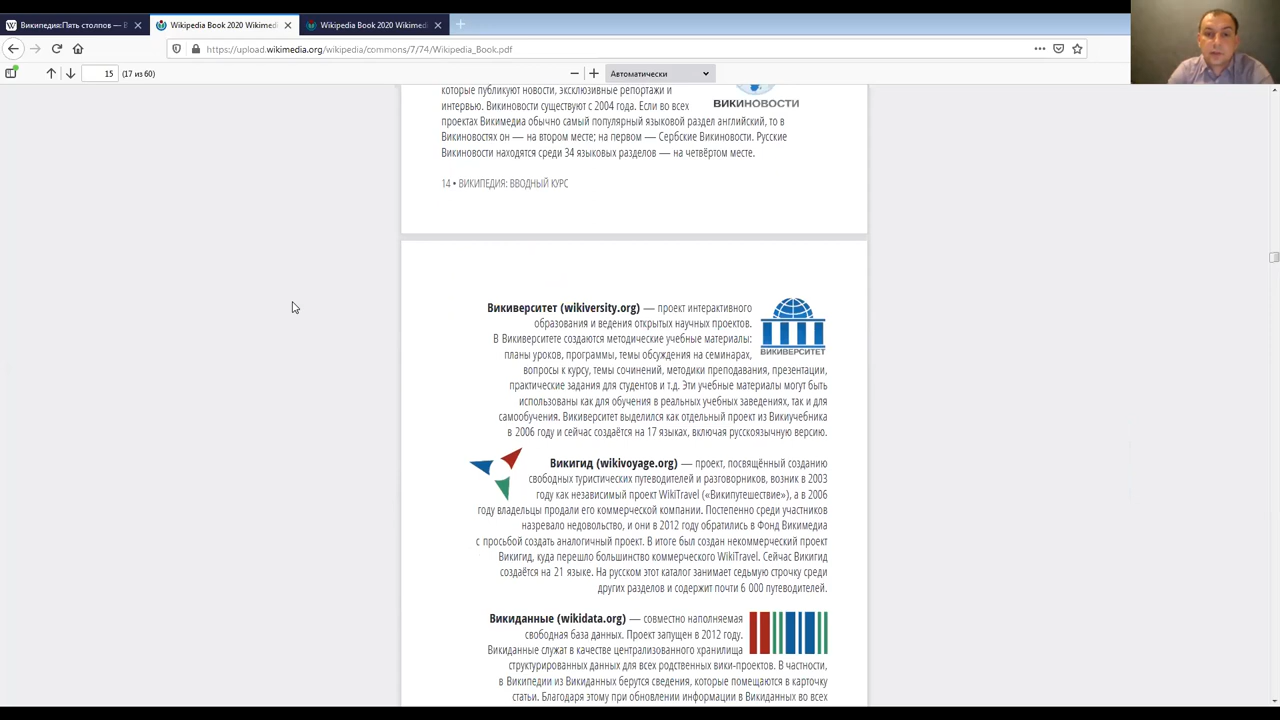 Википедия:Пять столпов — В
Wikipedia Book 2020 Wikimed
Wikipedia Book 2020 Wikimed
https://upload.wikimedia.org/wikipedia/commons/7/74/Wikipedia_Book.pdf
15 (17 из 60) Автоматически
которые публикуют новости, эксклюзивные репортажи и
интервью. Викиновости существуют с 2004 года. Если во всех
проектах Викимедиа обычно самый популярный языковой раздел английский, то в
Викиновостях он — на втором месте; на первом — Сербские Викиновости. Русские
Викиновости находятся среди 34 языковых разделов — на четвёртом месте.
ВИКИНОВОСТИ
14 • ВИКИПЕДИЯ: ВВОДНЫЙ КУРС
Викиверситет (wikiversity.org) — проект интерактивного
образования и ведения открытых научных проектов.
В Викиверситете создаются методические учебные материалы:
планы уроков, программы, темы обсуждения на семинарах,
вопросы к курсу, темы сочинений, методики преподавания, презентации,
практические задания для студентов и т.д. Эти учебные материалы могут быть
использованы как для обучения в реальных учебных заведениях, так и для
самообучения. Викиверситет выделился как отдельный проект из Викиучебника
в 2006 году и сейчас создаётся на 17 языках, включая русскоязычную версию.
ВИКИВЕРСИТЕТ
Викигид (wikivoyage.org) — проект, посвящённый созданию
свободных туристических путеводителей и разговорников, возник в 2003
году как независимый проект WikiTravel («Википутешествие»), а в 2006
году владельцы продали его коммерческой компании. Постепенно среди участников
назревало недовольство, и они в 2012 году обратились в Фонд Викимедиа
с просьбой создать аналогичный проект. В итоге был создан некоммерческий проект
Викигид, куда перешло большинство коммерческого WikiTravel. Сейчас Викигид
создаётся на 21 языке. На русском этот каталог занимает седьмую строчку среди
других разделов и содержит почти 6 000 путеводителей.
Викиданные (wikidata.org) — совместно наполняемая
свободная база данных. Проект запущен в 2012 году.
Викиданные служат в качестве централизованного хранилища
структурированных данных для всех родственных вики-проектов. В частности,
в Википедии из Викиданных берутся сведения, которые помещаются в карточку
статьи. Благодаря этому при обновлении информации в Викиданных во всех